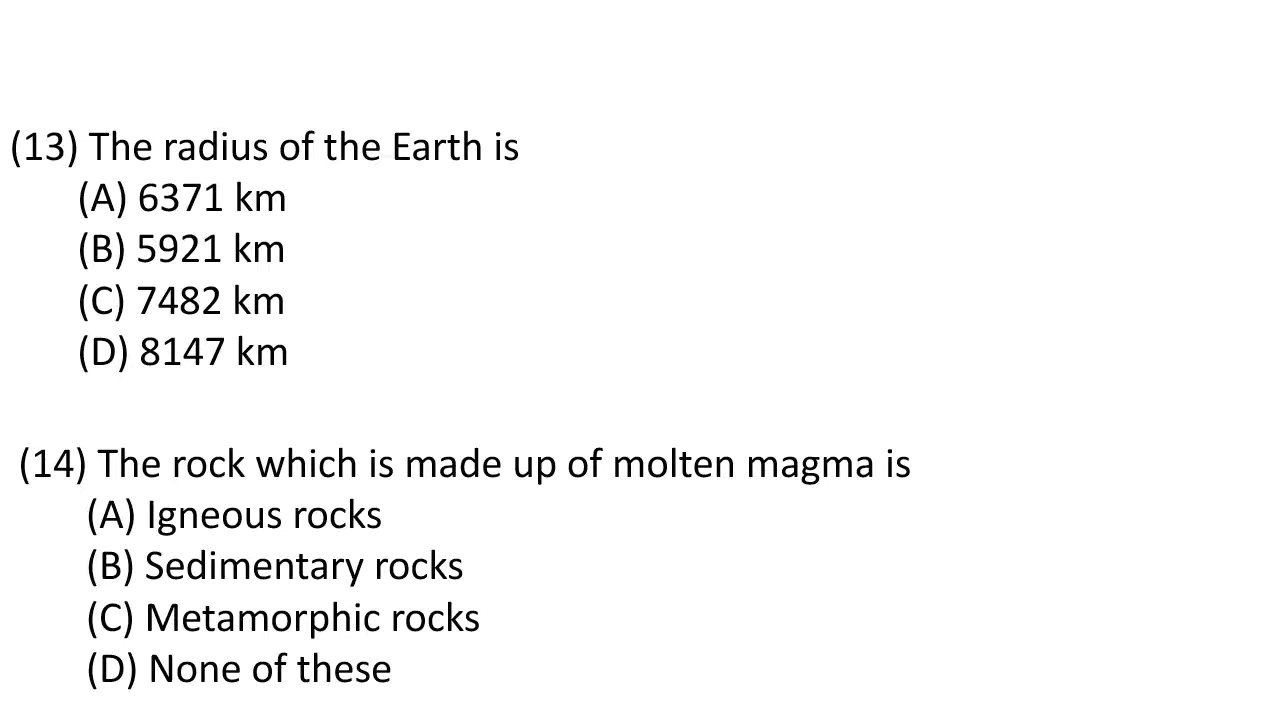 (13) The radius of the Earth is
(A) 6371 km
(B) 5921 km
(C) 7482 km
(D) 8147 km
(14) The rock which is made up of molten magma is
(A) Igneous rocks
(B) Sedimentary rocks
(C) Metamorphic rocks
(D) None of these